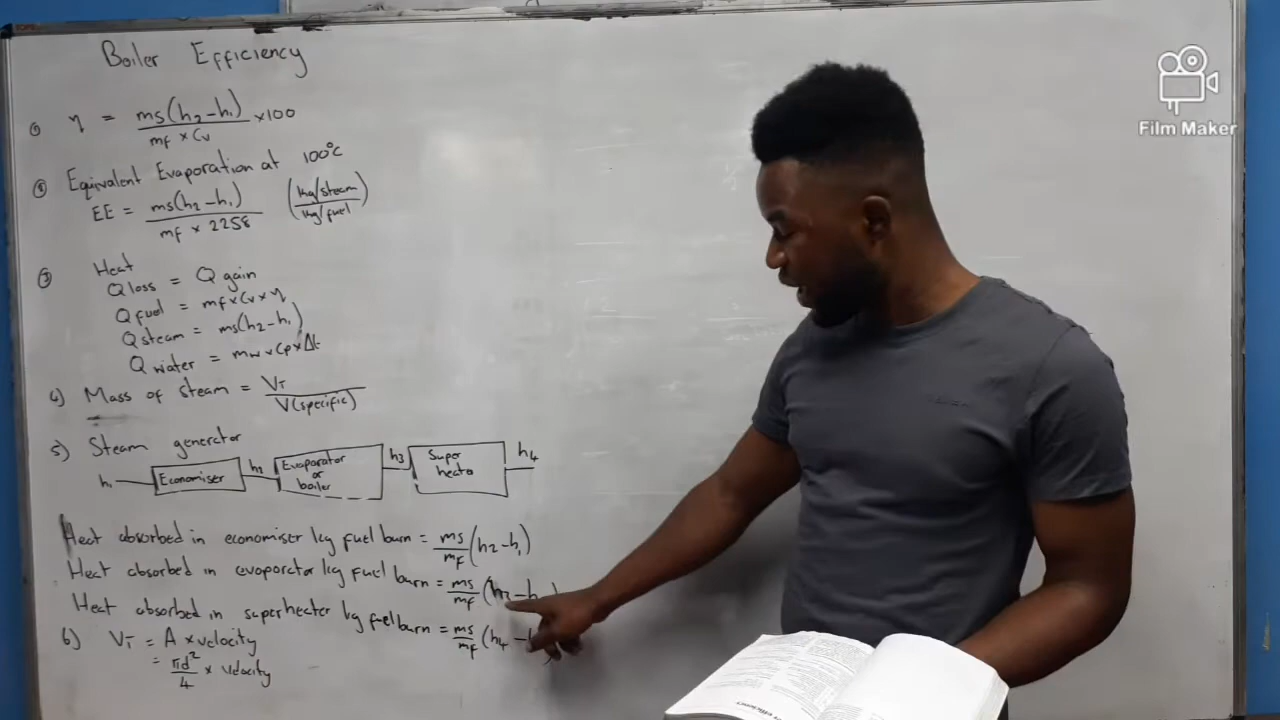 Boiler Efficiency
1) η = ms(h2-h1) / mf × Cv ×100
Equivalent Evaporation at 100°C
EE = ms(h2-h1) / mf × 2258 (kg/steam / kg/fuel)
3) Heat
Q loss = Q gain
Q fuel = mf×Cv×η
Q steam = ms(h2-h1)
Q water = mw×Cp×Δt
4) Mass of steam = VT / V(specific)
5) Steam generator
h1 Economiser h2 Evaporator or boiler h3 Super heata h4
Heat absorbed in economiser kg fuel burn = ms/mf (h2-h1)
Heat absorbed in evaporator kg fuel burn = ms/mf (h3-h
Heat absorbed in superheater kg fuel burn = ms/mf (h4-
6) VT = A × velocity
= πd²/4 × velocity
Film Maker